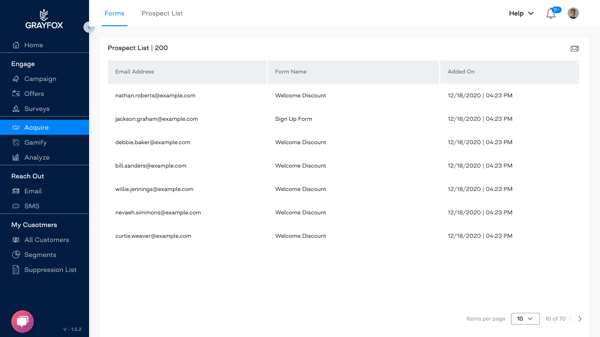 GRAYFOX
Home
Engage
Campaign
Offers
Surveys
Acquire
Gamify
Analyze
Reach Out
Email
SMS
My Cusotmers
All Customers
Segments
Suppression List
V - 1.5.2
Forms Prospect List
Help 9+
Prospect List | 200
Email Address Form Name Added On
nathan.roberts@example.com Welcome Discount 12/18/2020 | 04:23 PM
jackson.graham@example.com Sign Up Form 12/18/2020 | 04:23 PM
debbie.baker@example.com Welcome Discount 12/18/2020 | 04:23 PM
bill.sanders@example.com Welcome Discount 12/18/2020 | 04:23 PM
willie.jennings@example.com Welcome Discount 12/18/2020 | 04:23 PM
nevaeh.simmons@example.com Welcome Discount 12/18/2020 | 04:23 PM
curtis.weaver@example.com Welcome Discount 12/18/2020 | 04:23 PM
Items per page 10 10 of 70